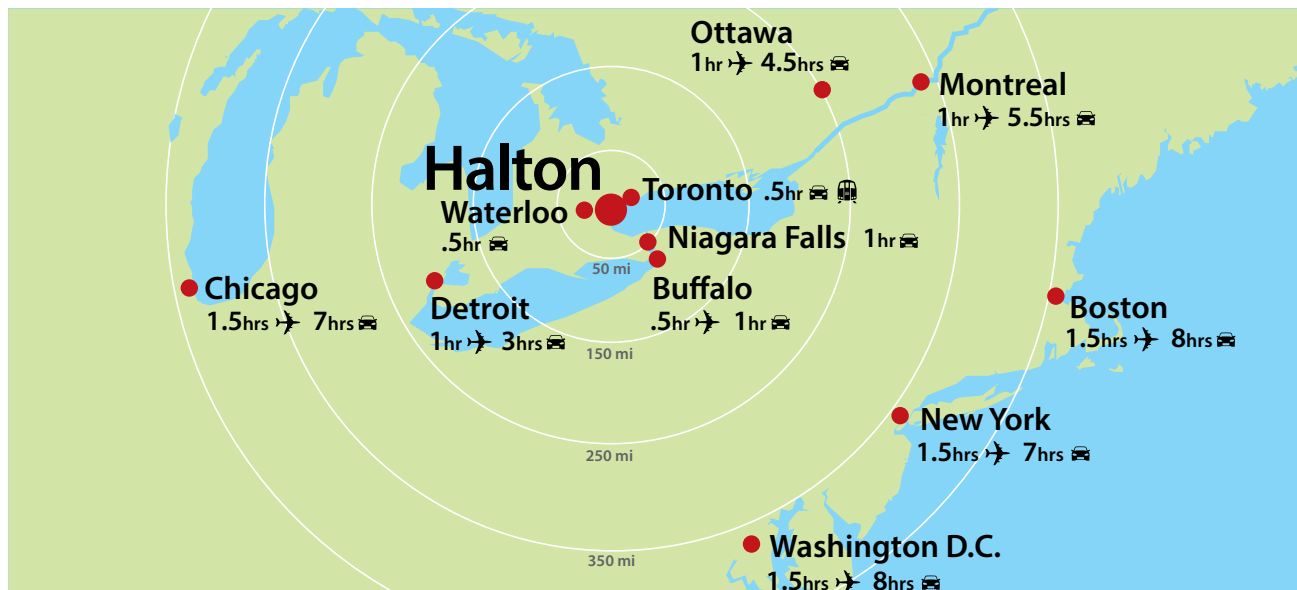 Ottawa
1hr 4.5hrs
Montreal
1hr 5.5hrs
Halton
Toronto .5hr
Waterloo
.5hr
Niagara Falls 1hr
50 mi
Chicago
1.5hrs 7hrs
Detroit
1hr 3hrs
Buffalo
.5hr 1hr
Boston
1.5hrs 8hrs
150 mi
New York
1.5hrs 7hrs
250 mi
Washington D.C.
1.5hrs 8hrs
350 mi